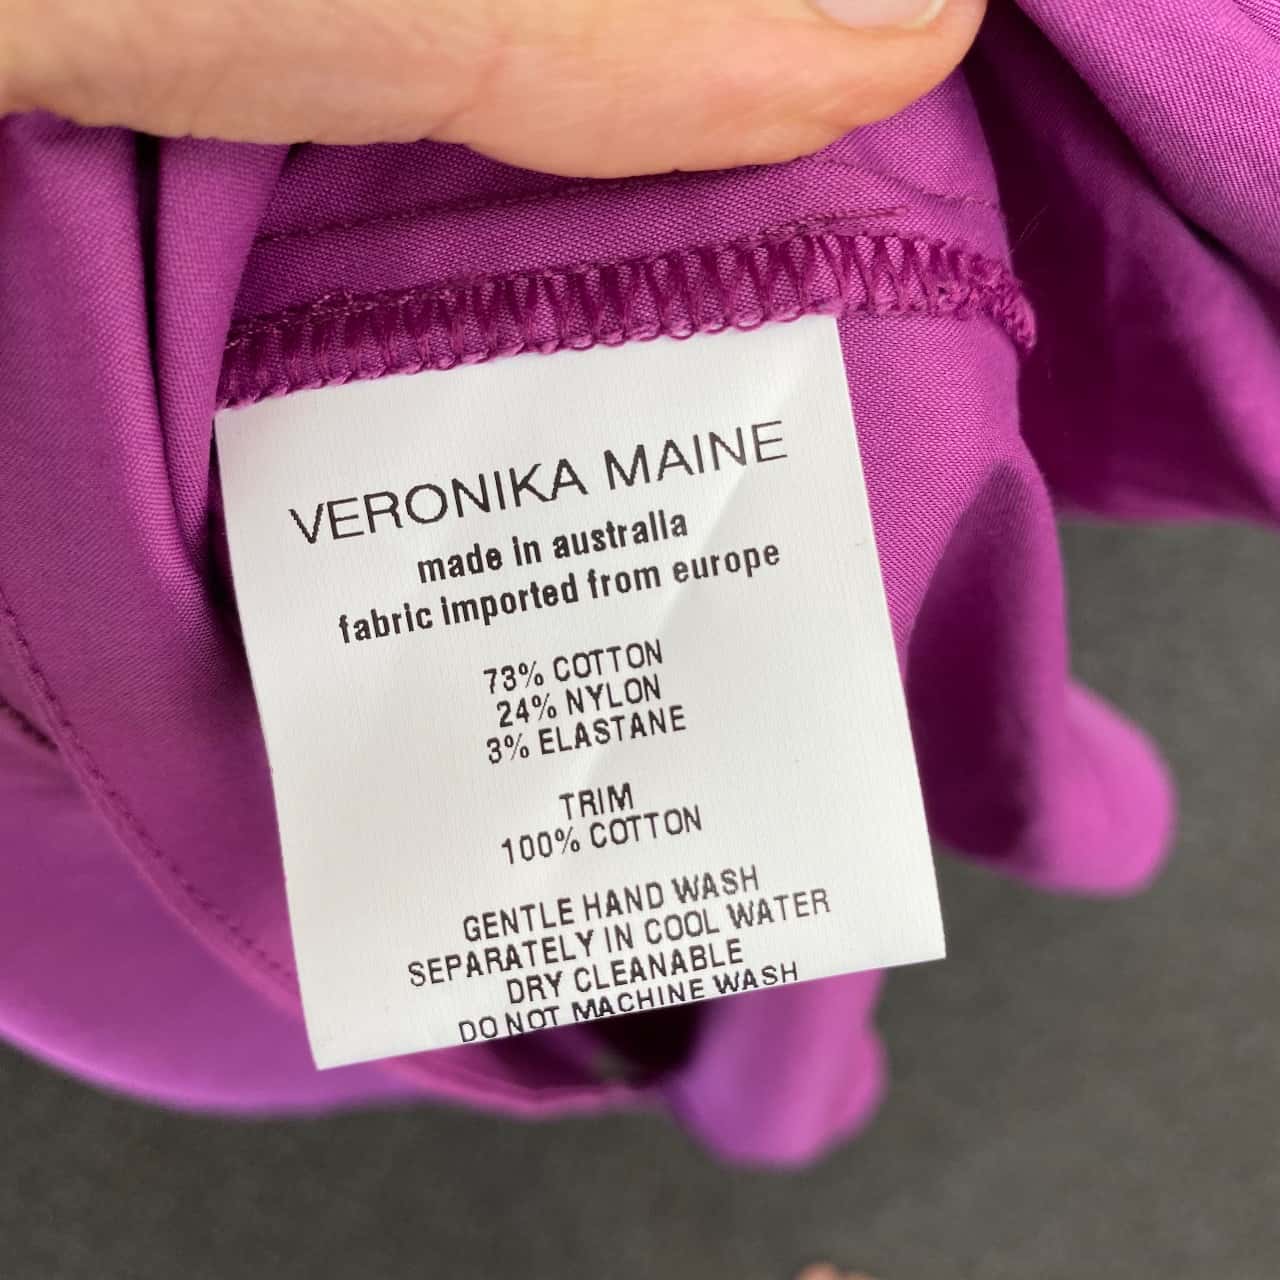 VERONIKA MAINE
made in australla
fabric imported from europe
73% COTTON
24% NYLON
3% ELASTANE
TRIM
100% COTTON
GENTLE HAND WASH
SEPARATELY IN COOL WATER
DRY CLEANABLE
DO NOT MACHINE WASH